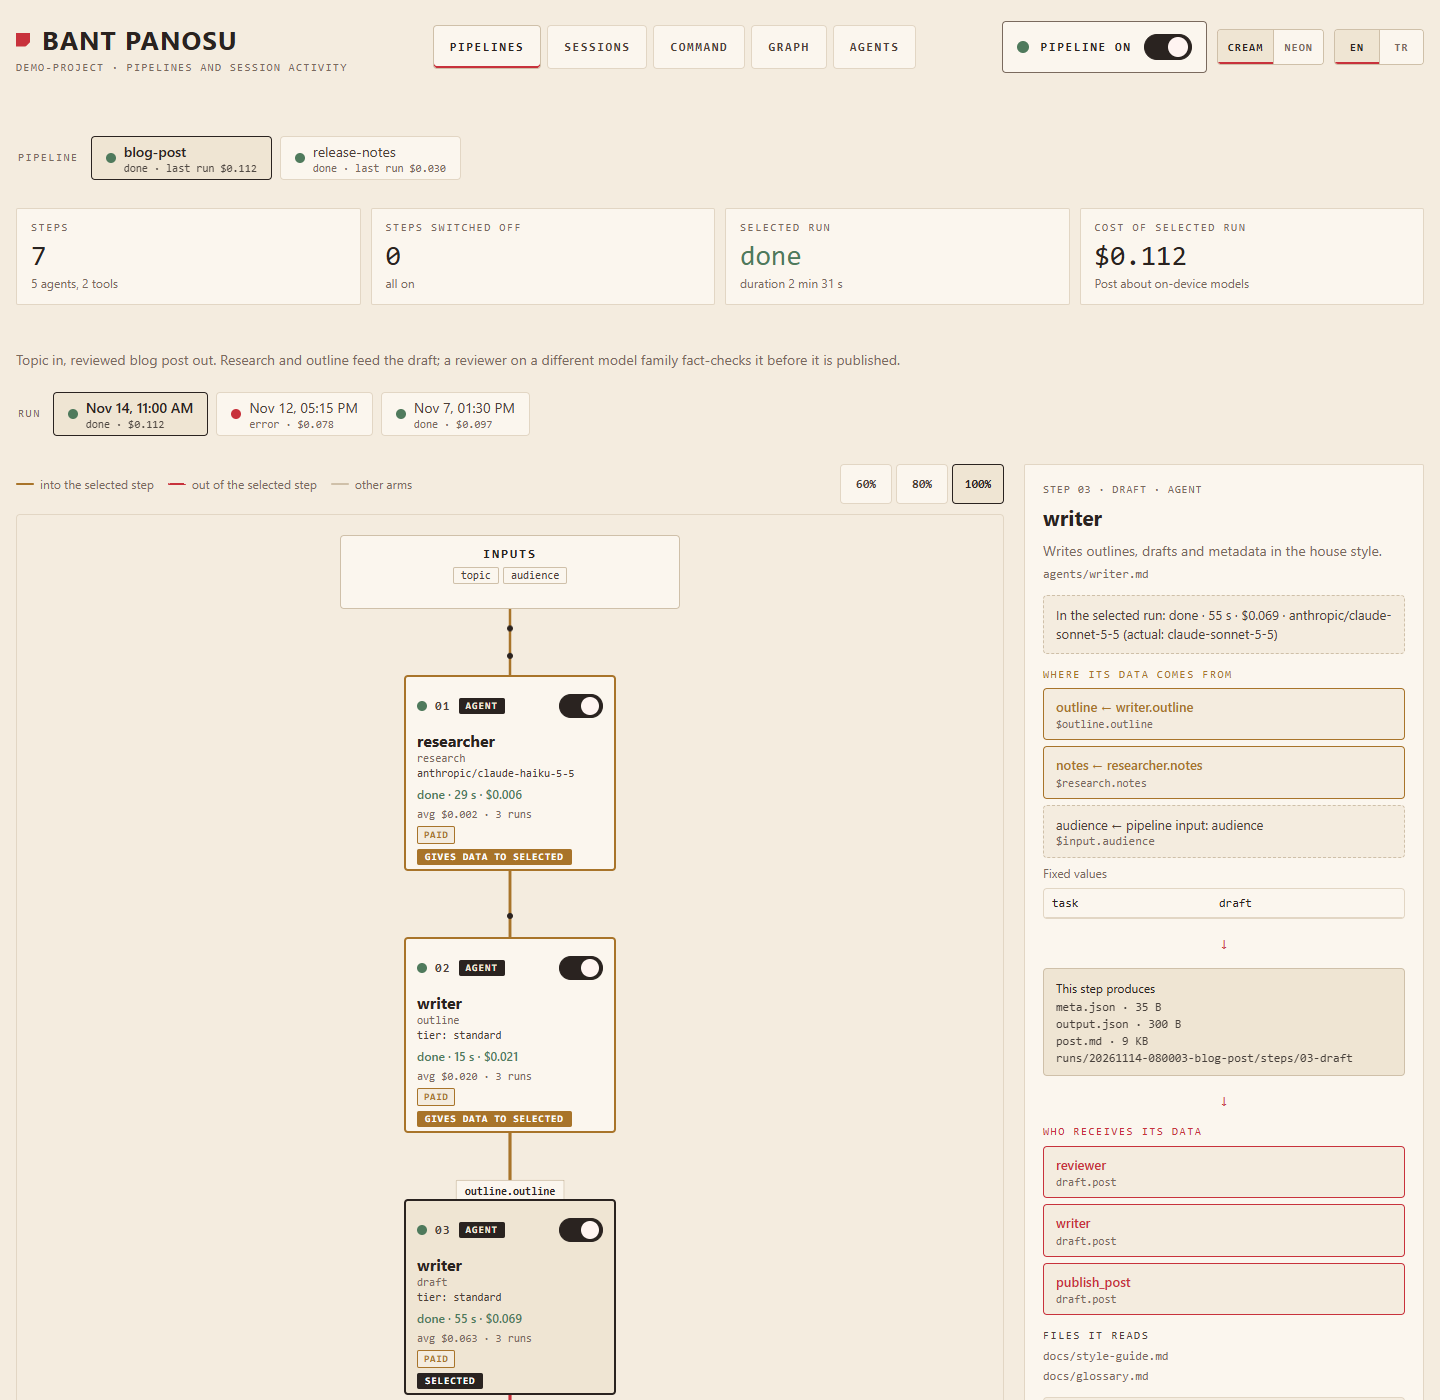 BANT PANOSU
DEMO-PROJECT · PIPELINES AND SESSION ACTIVITY
PIPELINES
SESSIONS
COMMAND
GRAPH
AGENTS
PIPELINE ON
CREAM
NEON
EN
TR
PIPELINE
blog-post
done · last run $0.112
release-notes
done · last run $0.030
STEPS
7
5 agents, 2 tools
STEPS SWITCHED OFF
0
all on
SELECTED RUN
done
duration 2 min 31 s
COST OF SELECTED RUN
$0.112
Post about on-device models
Topic in, reviewed blog post out. Research and outline feed the draft; a reviewer on a different model family fact-checks it before it is published.
RUN
Nov 14, 11:00 AM
done · $0.112
Nov 12, 05:15 PM
error · $0.078
Nov 7, 01:30 PM
done · $0.097
into the selected step
out of the selected step
other arms
60%
80%
100%
INPUTS
topic
audience
01 AGENT
researcher
research
anthropic/claude-haiku-5-5
done · 29 s · $0.006
avg $0.002 · 3 runs
PAID
GIVES DATA TO SELECTED
02 AGENT
writer
outline
tier: standard
done · 15 s · $0.021
avg $0.020 · 3 runs
PAID
GIVES DATA TO SELECTED
outline.outline
03 AGENT
writer
draft
tier: standard
done · 55 s · $0.069
avg $0.063 · 3 runs
PAID
SELECTED
STEP 03 · DRAFT · AGENT
writer
Writes outlines, drafts and metadata in the house style.
agents/writer.md
In the selected run: done · 55 s · $0.069 · anthropic/claude-
sonnet-5-5 (actual: claude-sonnet-5-5)
WHERE ITS DATA COMES FROM
outline ← writer.outline
$outline.outline
notes ← researcher.notes
$research.notes
audience ← pipeline input: audience
$input.audience
Fixed values
task draft
↓
This step produces
meta.json · 35 B
output.json · 300 B
post.md · 9 KB
runs/20261114-080003-blog-post/steps/03-draft
↓
WHO RECEIVES ITS DATA
reviewer
draft.post
writer
draft.post
publish_post
draft.post
FILES IT READS
docs/style-guide.md
docs/glossary.md